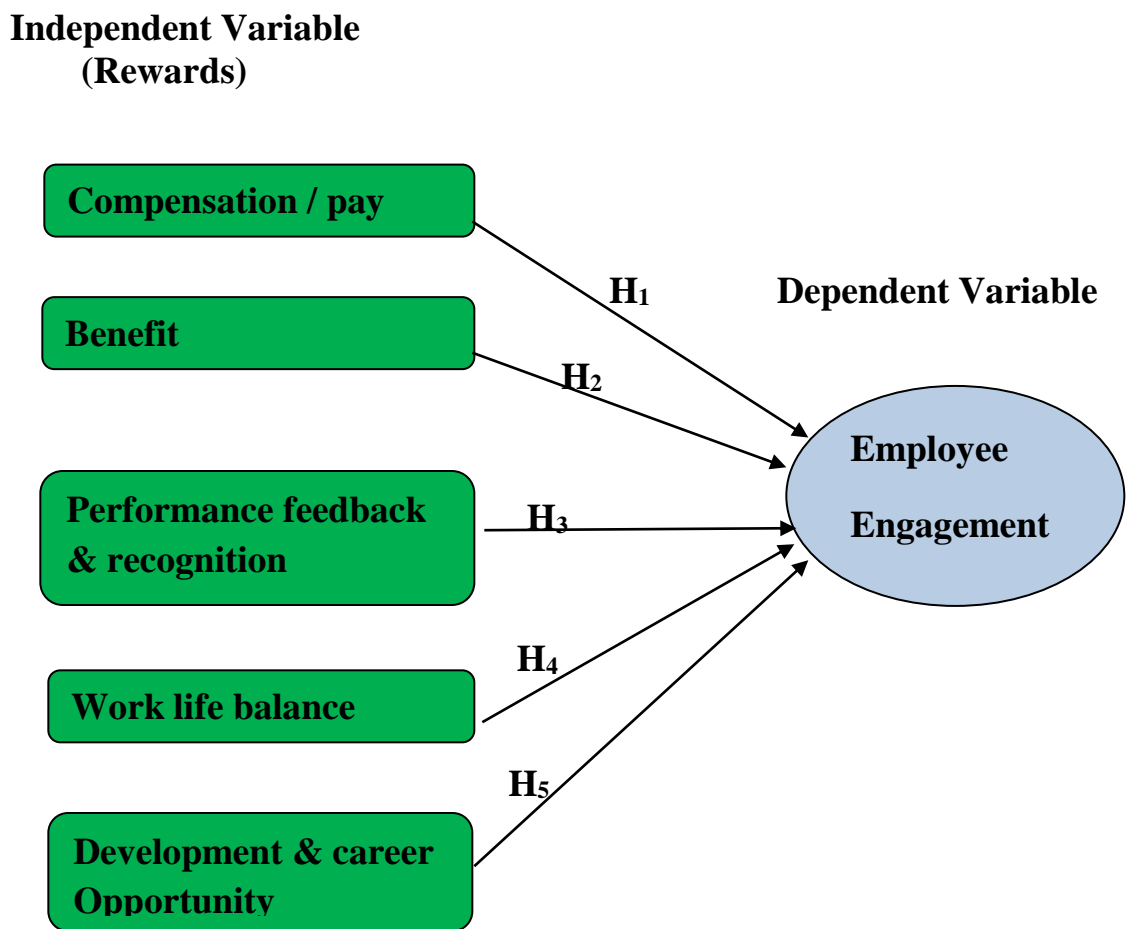 Independent Variable
(Rewards)
Compensation / pay
H1
Dependent Variable
Benefit
H2
Employee
Engagement
Performance feedback
& recognition
H3
H4
Work life balance
H5
Development & career
Opportunity